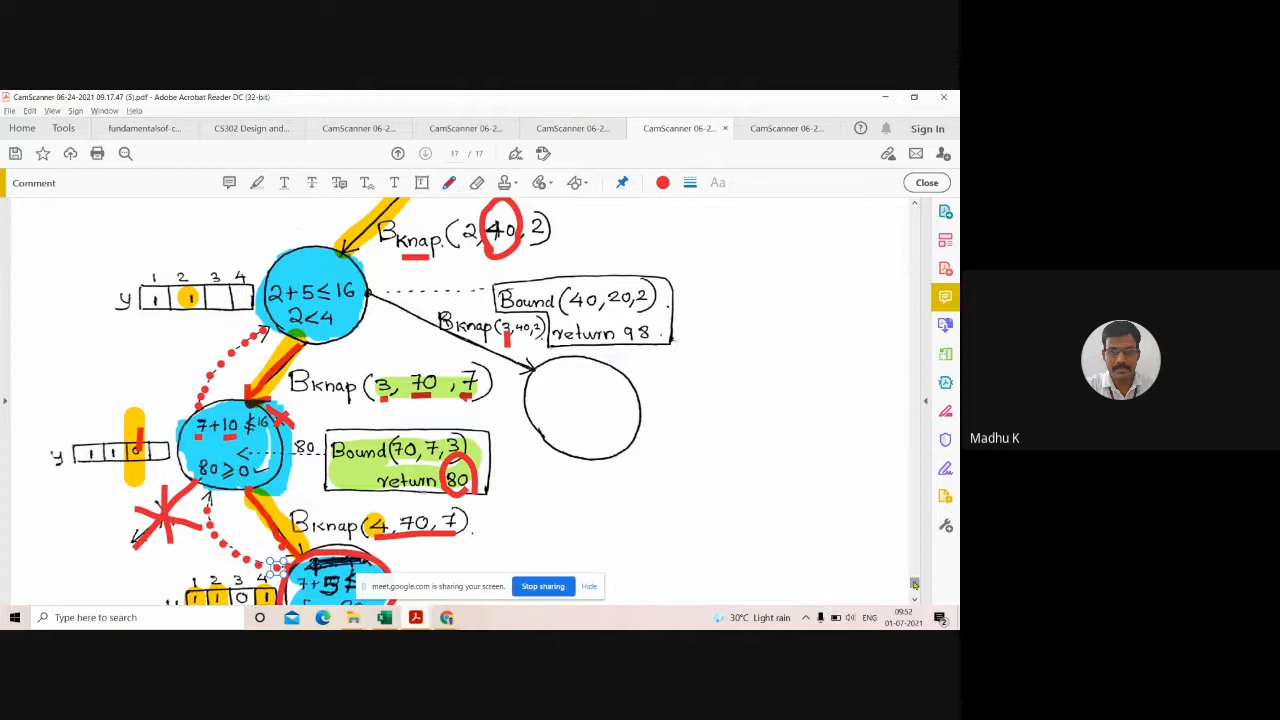 CamScanner 06-24-2021 09.17.47 (5).pdf - Adobe Acrobat Reader DC (32-bit)
File Edit View Sign Window Help
Home Tools fundamentalsof-c... CS302 Design and... CamScanner 06-2... CamScanner 06-2... CamScanner 06-2... CamScanner 06-2... × CamScanner 06-2... Sign In
17 / 17
Comment Close
Bknap (2, 40, 2)
1 2 3 4
y 1 1
2+5≤16
2<4
Bound (40, 20, 2)
return 98.
Bknap (3, 40, 2)
Bknap (3, 70, 7)
7+10≰16
80≥0
y 1 1 0
80
Bound (70, 7, 3)
return 80
Bknap (4, 70, 7).
1 2 3 4
y 1 1 0 1
7+5≤
meet.google.com is sharing your screen. Stop sharing Hide
Madhu K
Type here to search
30°C Light rain ENG
09:52
01-07-2021
2